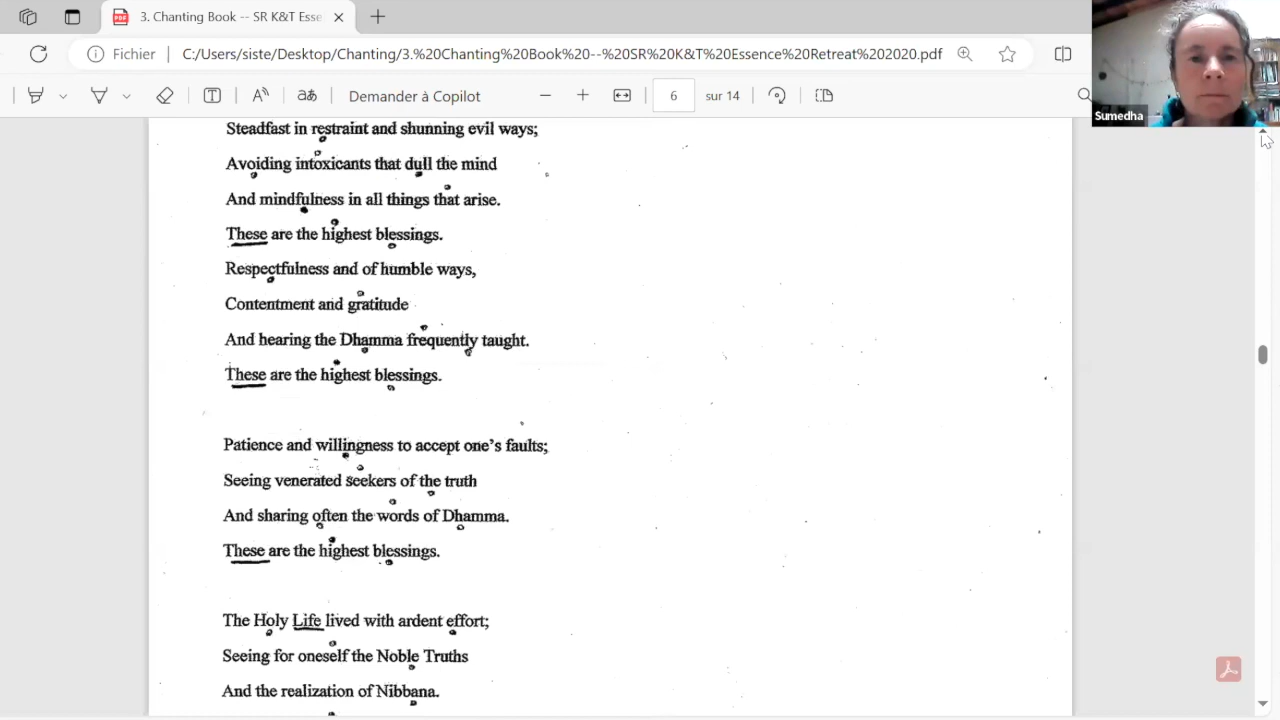 3. Chanting Book -- SR K&T Esse
Fichier
C:/Users/siste/Desktop/Chanting/3.%20Chanting%20Book%20--%20SR%20K&T%20Essence%20Retreat%202020.pdf
Demander à Copilot
6 sur 14
Sumedha
Steadfast in restraint and shunning evil ways;
Avoiding intoxicants that dull the mind
And mindfulness in all things that arise.
These are the highest blessings.
Respectfulness and of humble ways,
Contentment and gratitude
And hearing the Dhamma frequently taught.
These are the highest blessings.
Patience and willingness to accept one's faults;
Seeing venerated seekers of the truth
And sharing often the words of Dhamma.
These are the highest blessings.
The Holy Life lived with ardent effort;
Seeing for oneself the Noble Truths
And the realization of Nibbana.